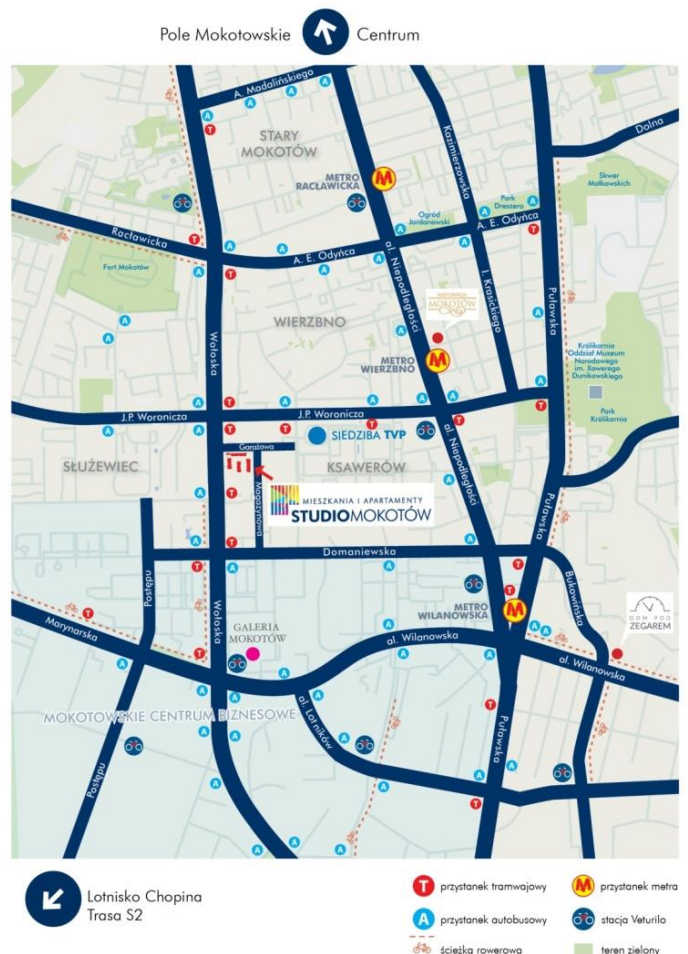 Pole Mokotowskie
Centrum
A. Madalińskiego
STARY
MOKOTÓW
Kazimierzowska
Dolna
METRO
RACŁAWICKA
M
Skwer
Małkowskich
Park
Dreszera
Ogród
Jordanowski
A. E. Odyńca
Racławicka
A. E. Odyńca
Fort Mokotów
al. Niepodległości
I. Krasickiego
Puławska
MOKOTÓW
WIERZBNO
Wołoska
METRO
WIERZBNO
M
Królikarnia
Oddział Muzeum
Narodowego
im. Xawerego
Dunikowskiego
Park
Królikarnia
J.P. Woronicza
J.P. Woronicza
SIEDZIBA TVP
al. Niepodległości
Garażowa
SŁUŻEWIEC
KSAWERÓW
Magazynowa
MIESZKANIA I APARTAMENTY
STUDIOMOKOTÓW
Puławska
Domaniewska
Postępu
Bukowińska
Wołoska
METRO
WILANOWSKA
M
DOM POD
ZEGAREM
Marynarska
GALERIA
MOKOTÓW
al. Wilanowska
al. Wilanowska
MOKOTOWSKIE CENTRUM BIZNESOWE
al. Lotników
Puławska
Postępu
Lotnisko Chopina
Trasa S2
T przystanek tramwajowy
M przystanek metra
A przystanek autobusowy
stacja Veturilo
ścieżka rowerowa
teren zielony